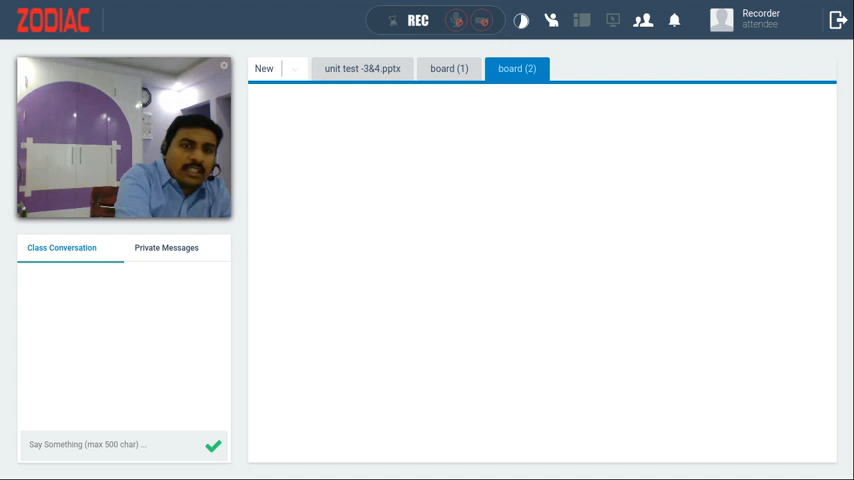 ZODIAC
REC
Recorder
attendee
New
unit test -3&4.pptx
board (1)
board (2)
Class Conversation
Private Messages
Say Something (max 500 char) ...